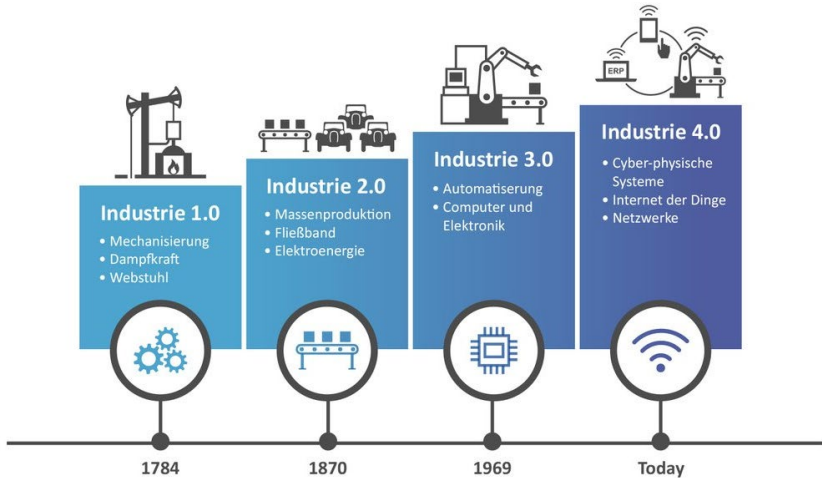 ERP
Industrie 1.0
• Mechanisierung
• Dampfkraft
• Webstuhl
Industrie 2.0
• Massenproduktion
• Fließband
• Elektroenergie
Industrie 3.0
• Automatiserung
• Computer und
Elektronik
Industrie 4.0
• Cyber-physische
Systeme
• Internet der Dinge
• Netzwerke
1784
1870
1969
Today